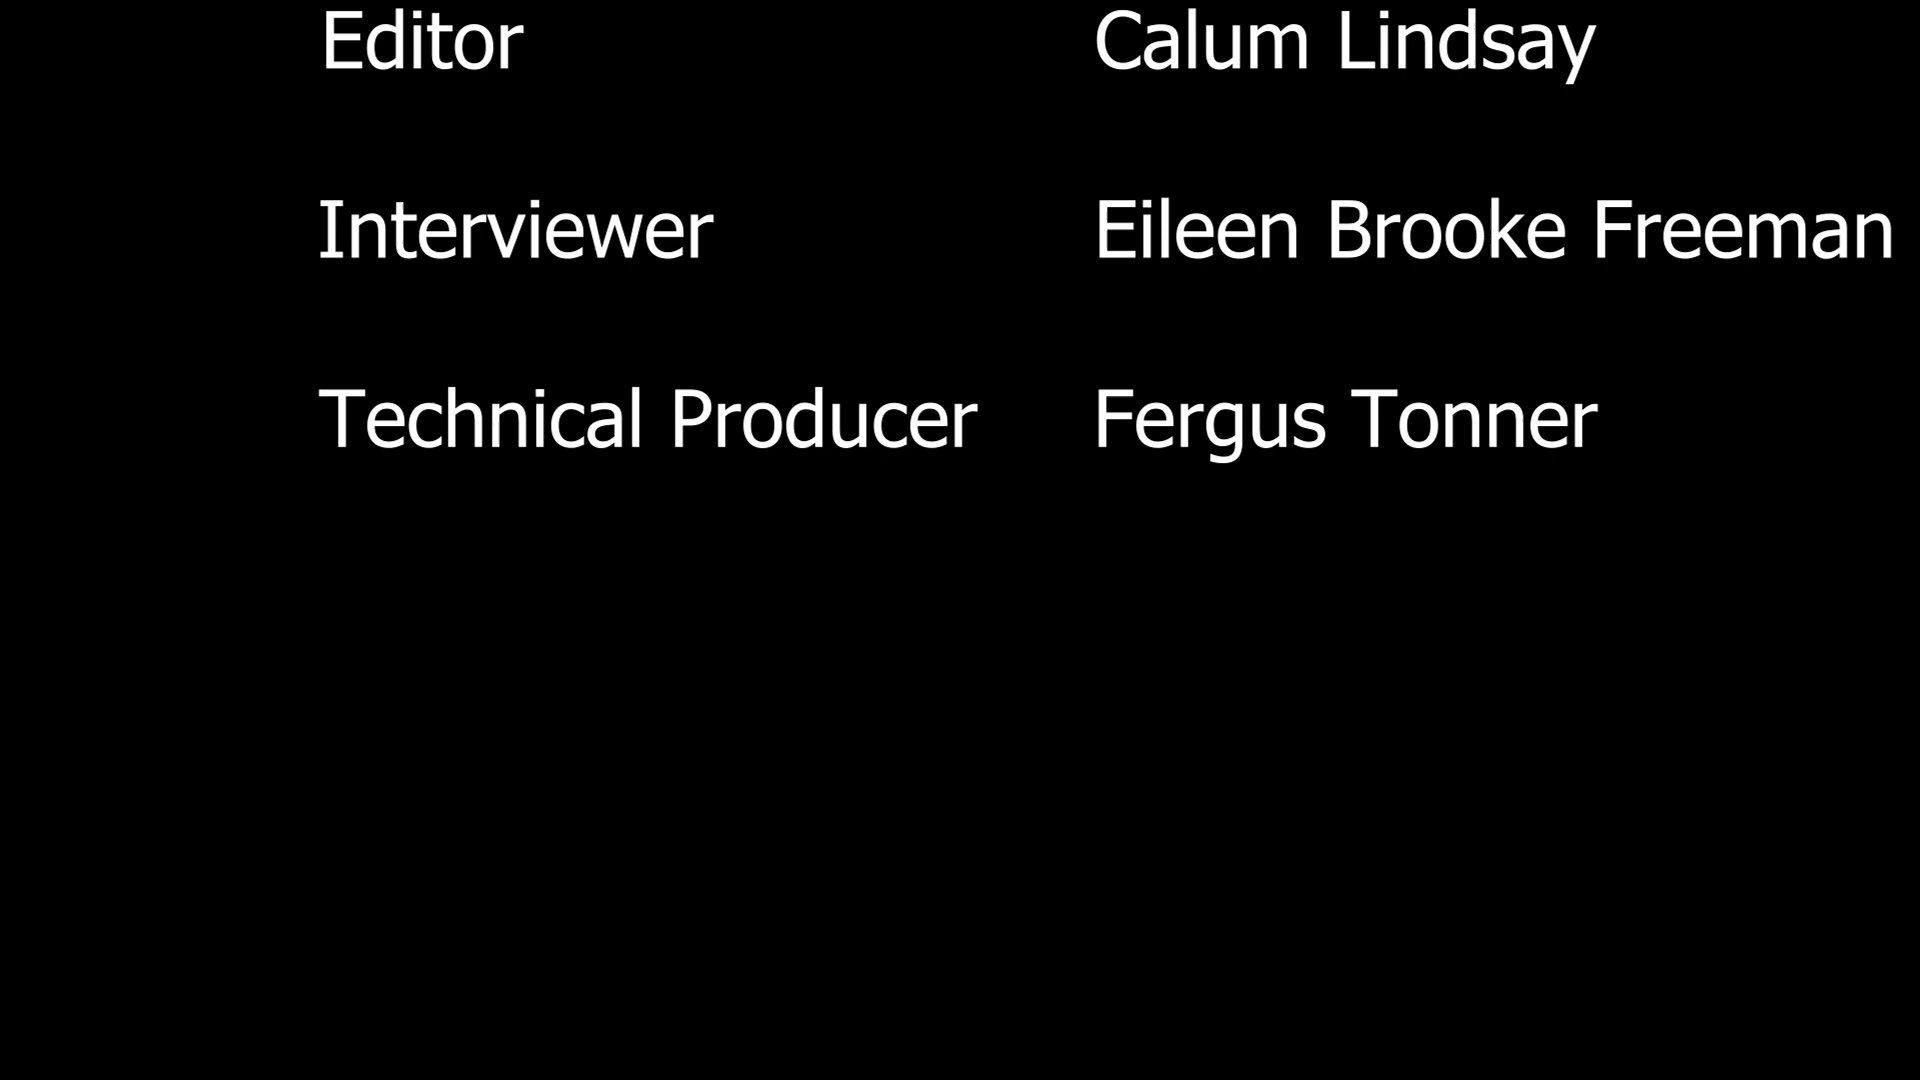 Editor Calum Lindsay
Interviewer Eileen Brooke Freeman
Technical Producer Fergus Tonner